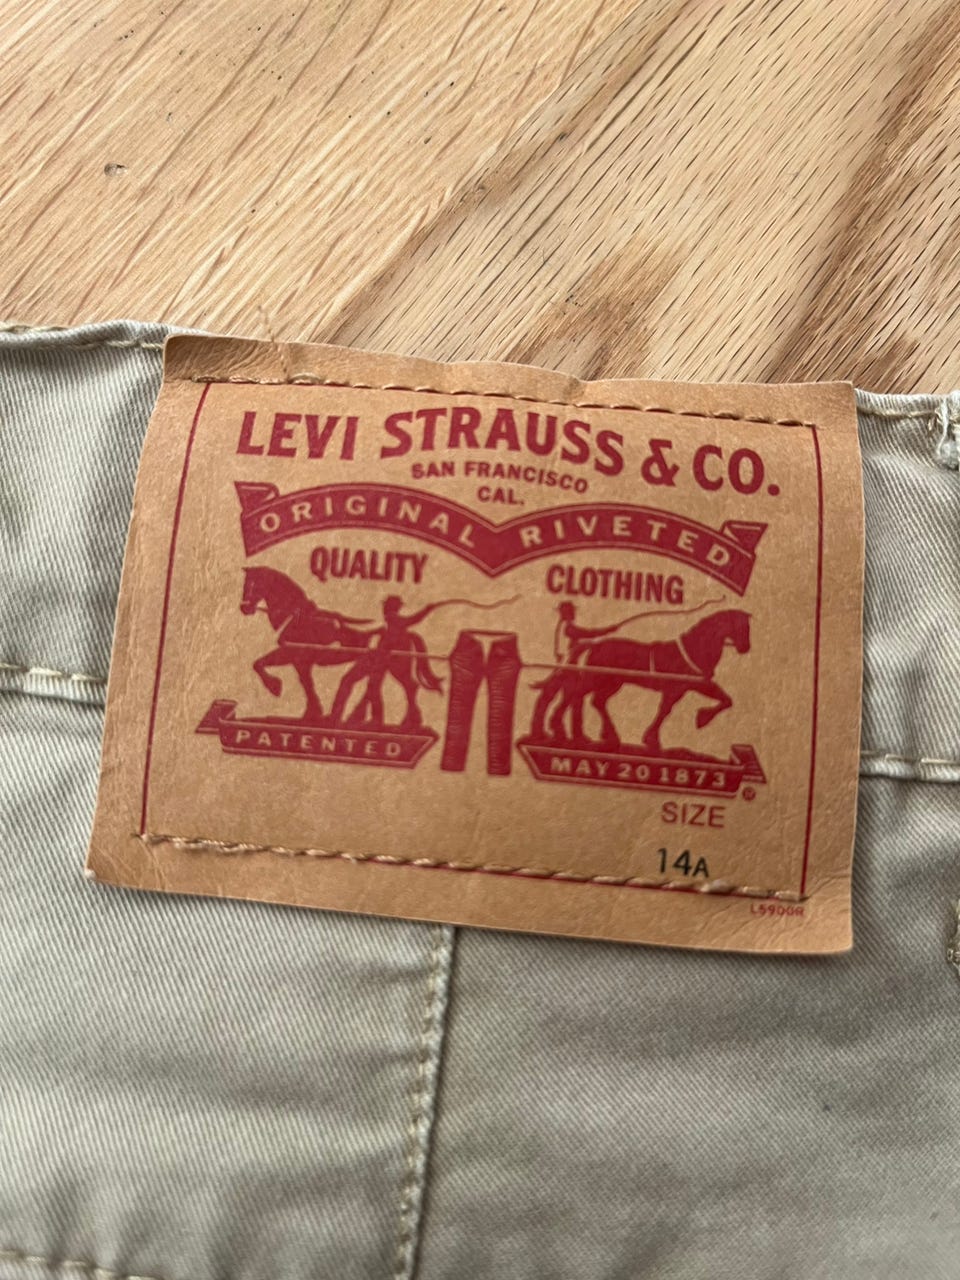 LEVI STRAUSS & CO.
SAN FRANCISCO
CAL.
ORIGINAL RIVETED
QUALITY CLOTHING
PATENTED MAY 20 1873 ®
SIZE
14A
L5900R